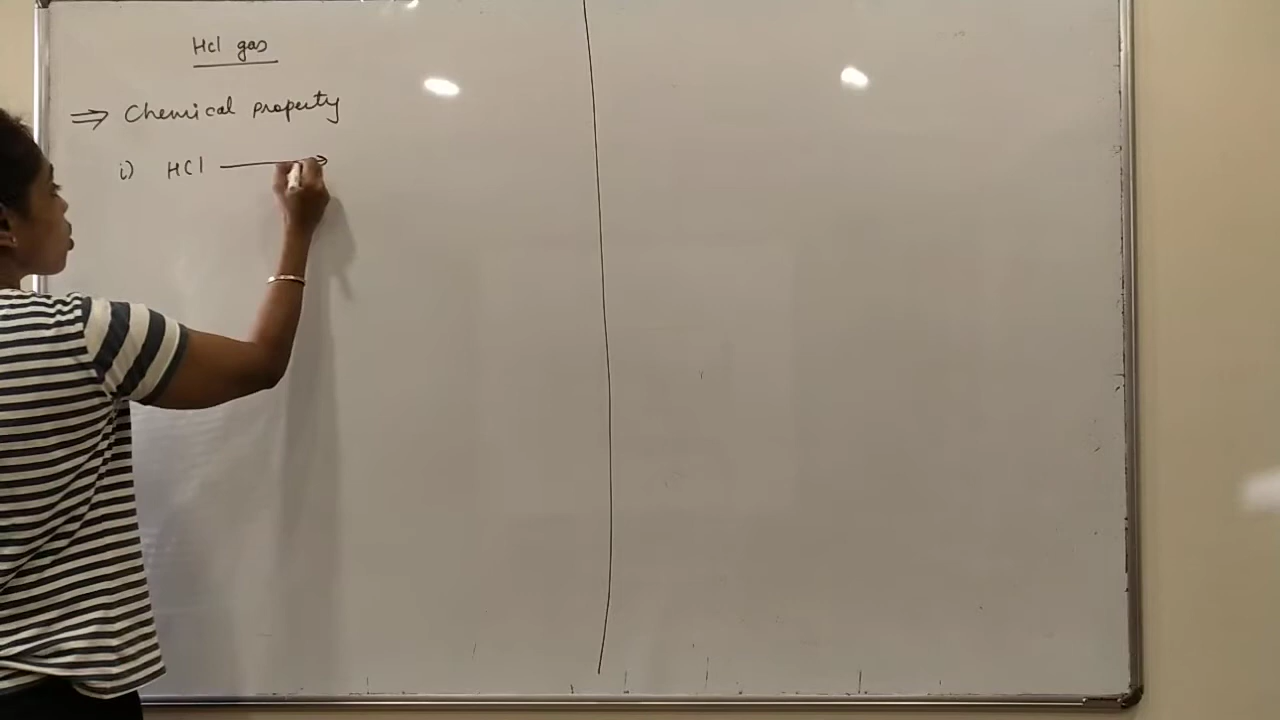 HCl gas
⇒ Chemical property
i) HCl →